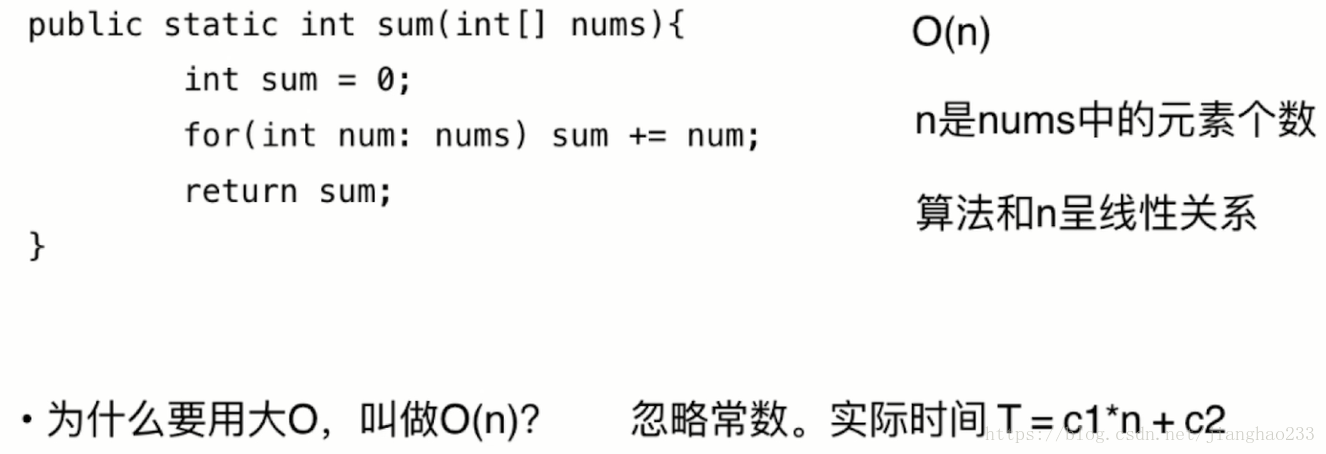 public static int sum(int[] nums){
int sum = 0;
for(int num: nums) sum += num;
return sum;
}
O(n)
n是nums中的元素个数
算法和n呈线性关系
• 为什么要用大O，叫做O(n)?
忽略常数。实际时间 T = c1*n + c2
https://blog.csdn.net/jianghao233